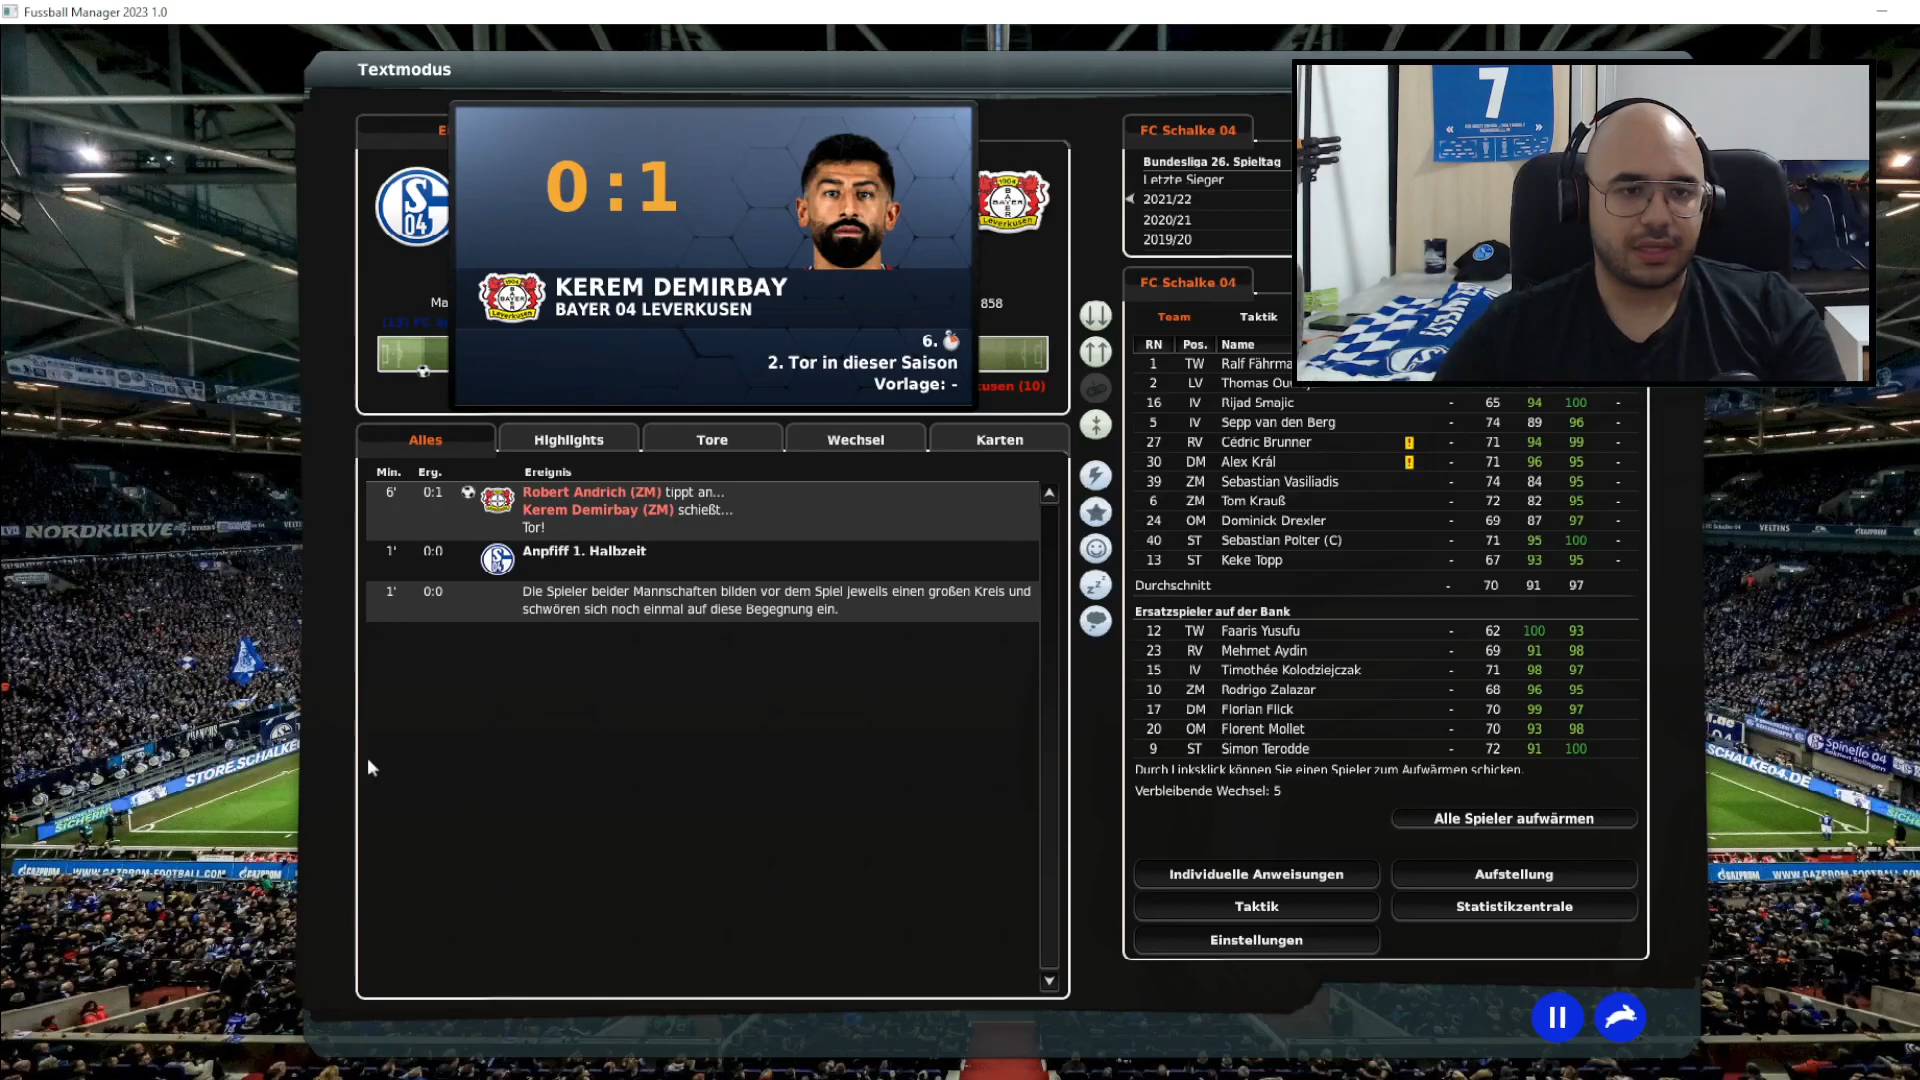 Fussball Manager 2023 1.0
Textmodus
0 : 1
KEREM DEMIRBAY
BAYER 04 LEVERKUSEN
6.
2. Tor in dieser Saison
Vorlage: -
858
(10)
Alles
Highlights
Tore
Wechsel
Karten
Min. Erg. Ereignis
6' 0:1 Robert Andrich (ZM) tippt an...
Kerem Demirbay (ZM) schießt...
Tor!
1' 0:0 Anpfiff 1. Halbzeit
1' 0:0 Die Spieler beider Mannschaften bilden vor dem Spiel jeweils einen großen Kreis und
schwören sich noch einmal auf diese Begegnung ein.
FC Schalke 04
Bundesliga 26. Spieltag
Letzte Sieger
2021/22
2020/21
2019/20
FC Schalke 04
Team Taktik
RN Pos. Name
1 TW Ralf
2 LV Thomas
16 IV Rijad Smajic - 65 94 100 -
5 IV Sepp van den Berg - 74 89 96 -
27 RV Cédric Brunner ! - 71 94 99 -
30 DM Alex Král ! - 71 96 95 -
39 ZM Sebastian Vasiliadis - 74 84 95 -
6 ZM Tom Krauß - 72 82 95 -
24 OM Dominick Drexler - 69 87 97 -
40 ST Sebastian Polter (C) - 71 95 100 -
13 ST Keke Topp - 67 93 95 -
Durchschnitt - 70 91 97
Ersatzspieler auf der Bank
12 TW Faaris Yusufu - 62 100 93
23 RV Mehmet Aydin - 69 91 98
15 IV Timothée Kolodziejczak - 71 98 97
10 ZM Rodrigo Zalazar - 68 96 95
17 DM Florian Flick - 70 99 97
20 OM Florent Mollet - 70 93 98
9 ST Simon Terodde - 72 91 100
Durch Linksklick können Sie einen Spieler zum Aufwärmen schicken.
Verbleibende Wechsel: 5
Alle Spieler aufwärmen
Individuelle Anweisungen
Aufstellung
Taktik
Statistikzentrale
Einstellungen
7
NORDKURVE
STORE.SCHALKE
WWW.GAZPROM-FOOTBALL.COM
GAZPROM
VELTINS
Spinello 04
SCHALKE04.DE
GAZPROM